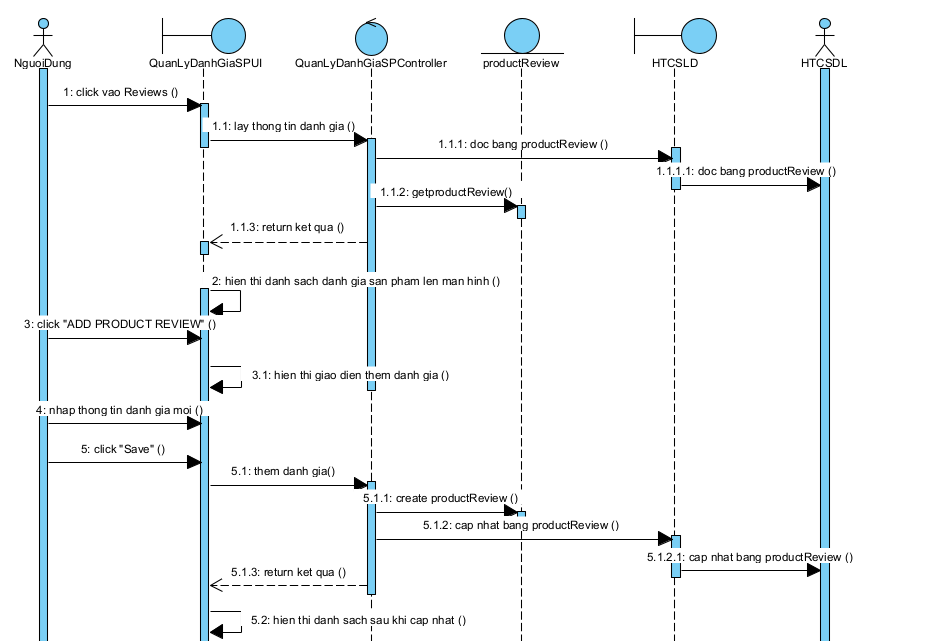 NguoiDung
QuanLyDanhGiaSPUI
QuanLyDanhGiaSPController
productReview
HTCSLD
HTCSDL
1: click vao Reviews ()
1.1: lay thong tin danh gia ()
1.1.1: doc bang productReview ()
1.1.1.1: doc bang productReview ()
1.1.2: getproductReview()
1.1.3: return ket qua ()
2: hien thi danh sach danh gia san pham len man hinh ()
3: click "ADD PRODUCT REVIEW" ()
3.1: hien thi giao dien them danh gia ()
4: nhap thong tin danh gia moi ()
5: click "Save" ()
5.1: them danh gia()
5.1.1: create productReview ()
5.1.2: cap nhat bang productReview ()
5.1.2.1: cap nhat bang productReview ()
5.1.3: return ket qua ()
5.2: hien thi danh sach sau khi cap nhat ()